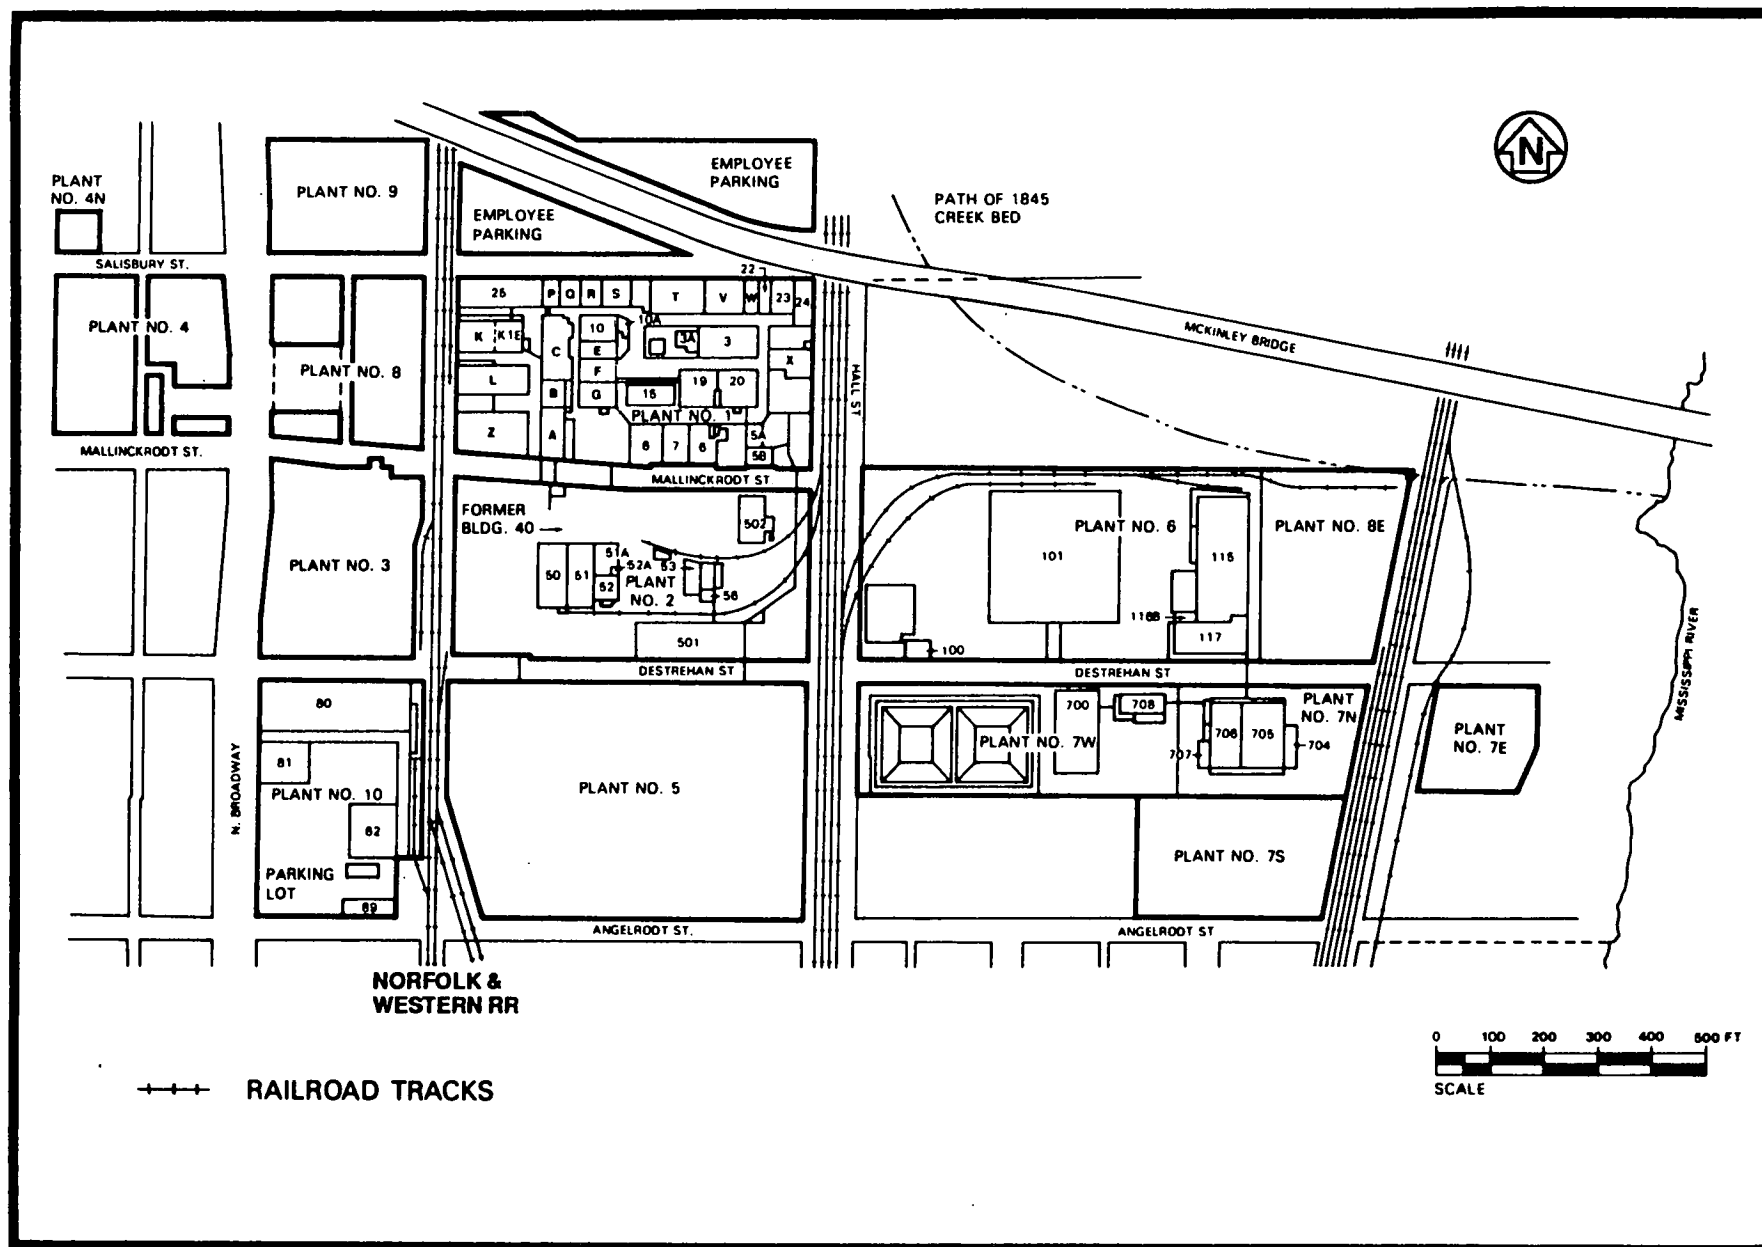 N
EMPLOYEE
PARKING
PLANT
NO. 4N
PLANT NO. 9
EMPLOYEE
PARKING
PATH OF 1845
CREEK BED
SALISBURY ST.
22
25
P
Q
R
S
T
V
W
23
24
10A
10
K
K1E
C
E
3A
3
X
F
L
B
G
15
19
20
PLANT NO. 1
Z
A
8
7
6
5A
5B
PLANT NO. 4
PLANT NO. 8
HALL ST
MCKINLEY BRIDGE
MALLINCKRODT ST.
MALLINCKRODT ST.
FORMER
BLDG. 40
502
PLANT NO. 6
PLANT NO. 8E
PLANT NO. 3
50
51
51A
52A
52
53
PLANT
NO. 2
56
501
101
116
116B
117
100
DESTREHAN ST
DESTREHAN ST
MISSISSIPPI RIVER
80
81
PLANT NO. 10
82
PARKING
LOT
89
N. BROADWAY
PLANT NO. 5
700
708
PLANT NO. 7W
PLANT
NO. 7N
706
705
704
707
PLANT
NO. 7E
PLANT NO. 7S
ANGELRODT ST.
ANGELRODT ST
NORFOLK &
WESTERN RR
0 100 200 300 400 500 FT
SCALE
RAILROAD TRACKS